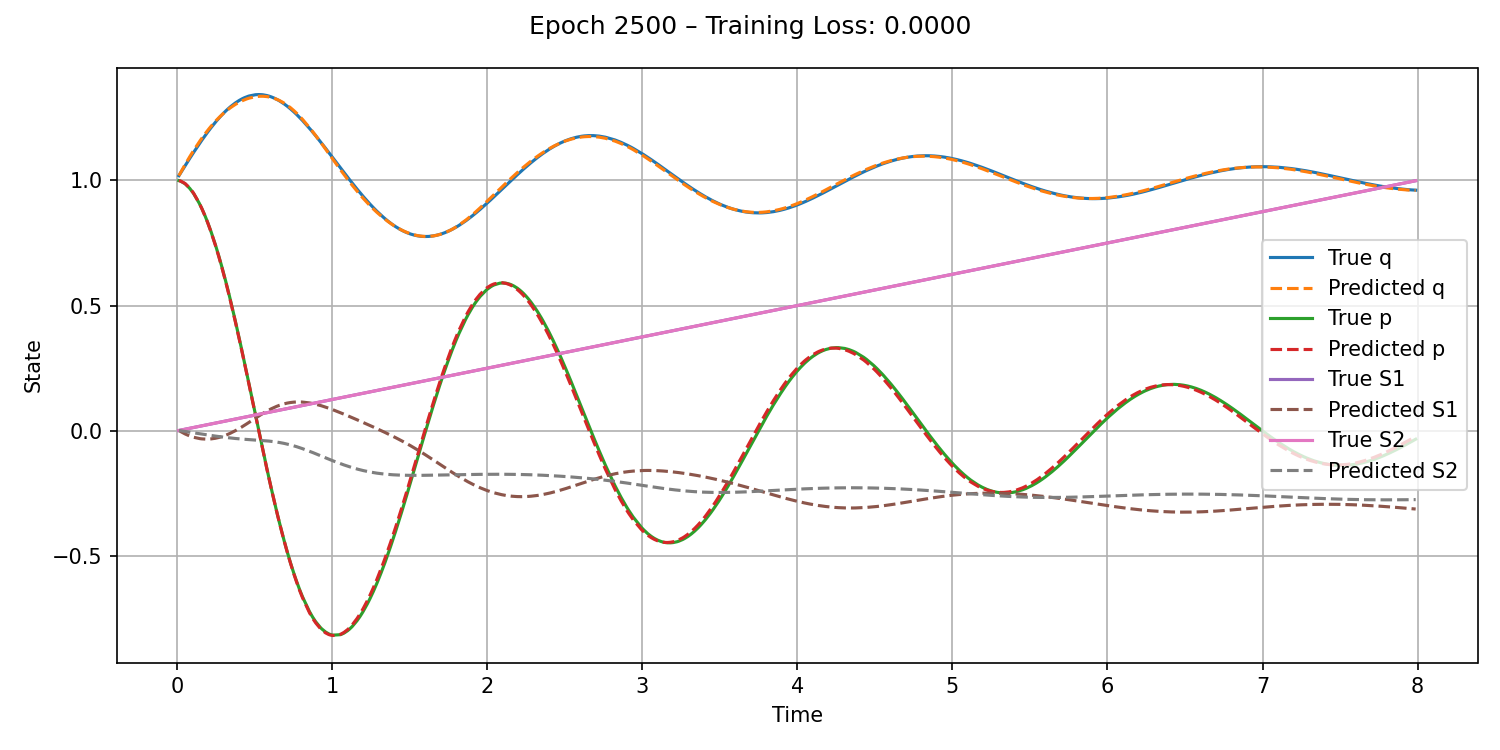 Epoch 2500 – Training Loss: 0.0000
State
1.0
0.5
0.0
−0.5
True q
Predicted q
True p
Predicted p
True S1
Predicted S1
True S2
Predicted S2
0 1 2 3 4 5 6 7 8
Time